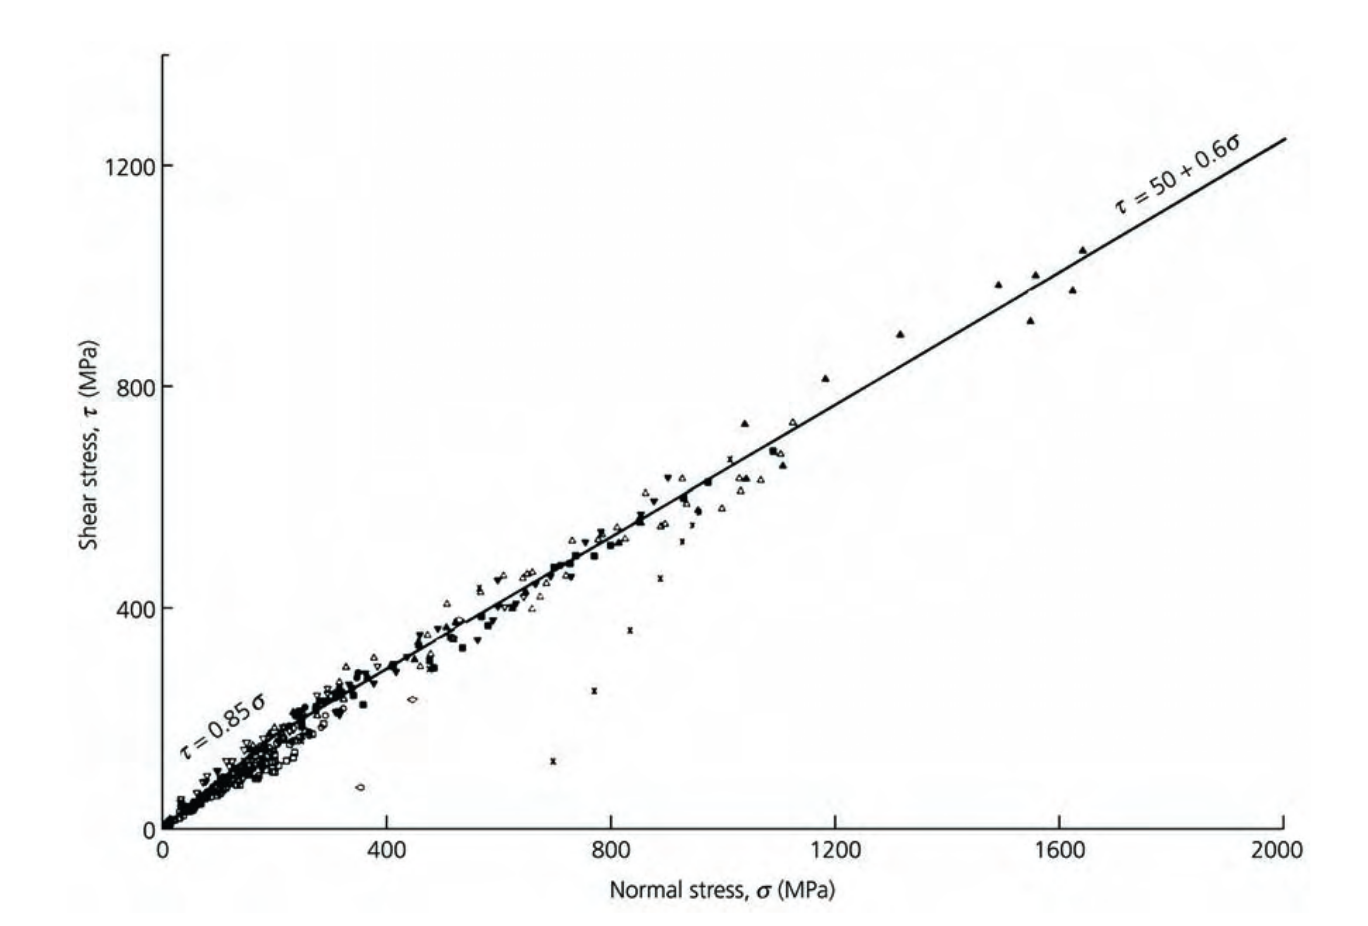 1200
800
400
0
0
400
800
1200
1600
2000
Shear stress, τ (MPa)
Normal stress, σ (MPa)
τ = 0.85σ
τ = 50 + 0.6σ